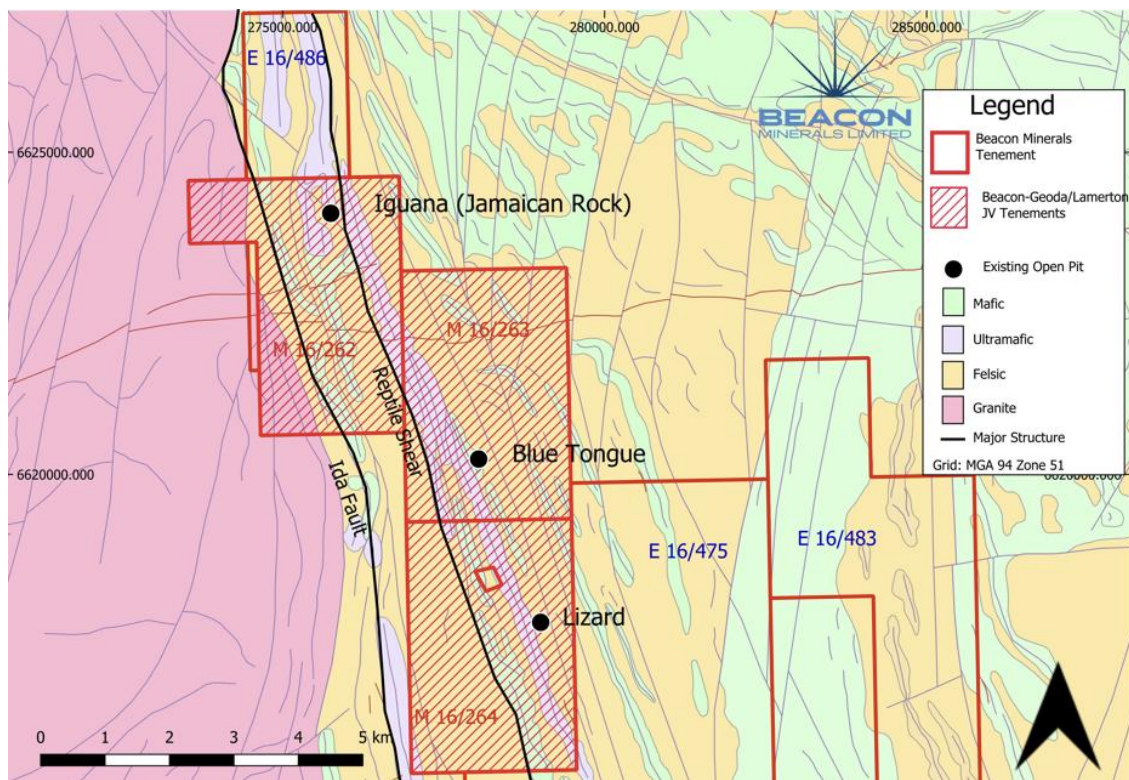 275000.000
280000.000
285000.000
E 16/486
BEACON
MINERALS LIMITED
Legend
Beacon Minerals
Tenement
Beacon-Geoda/Lamerton
JV Tenements
Existing Open Pit
Mafic
Ultramafic
Felsic
Granite
Major Structure
Grid: MGA 94 Zone 51
6625000.000
Iguana (Jamaican Rock)
M 16/263
M 16/262
Reptile Shear
Blue Tongue
6620000.000
6620000.000
Ida Fault
E 16/475
E 16/483
Lizard
M 16/264
0 1 2 3 4 5 km